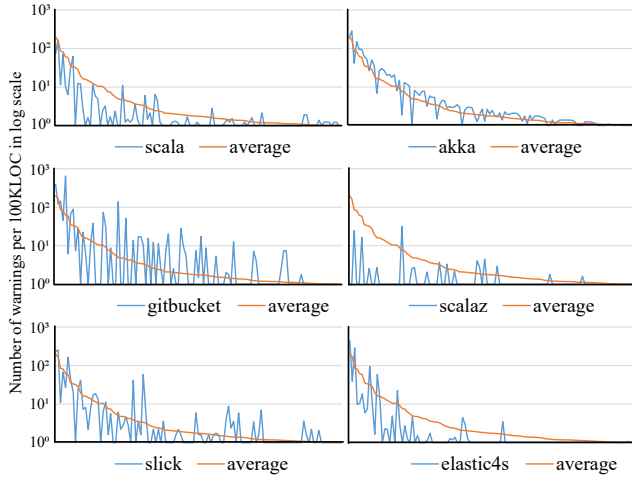 Number of warnings per 100KLOC in log scale
10³
10²
10¹
10⁰
scala average
akka average
10³
10²
10¹
10⁰
gitbucket average
scalaz average
10³
10²
10¹
10⁰
slick average
elastic4s average